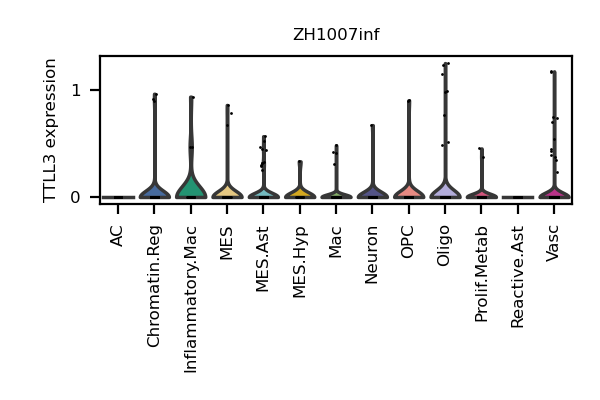 ZH1007inf
TTLL3 expression
1
0
AC
Chromatin.Reg
Inflammatory.Mac
MES
MES.Ast
MES.Hyp
Mac
Neuron
OPC
Oligo
Prolif.Metab
Reactive.Ast
Vasc